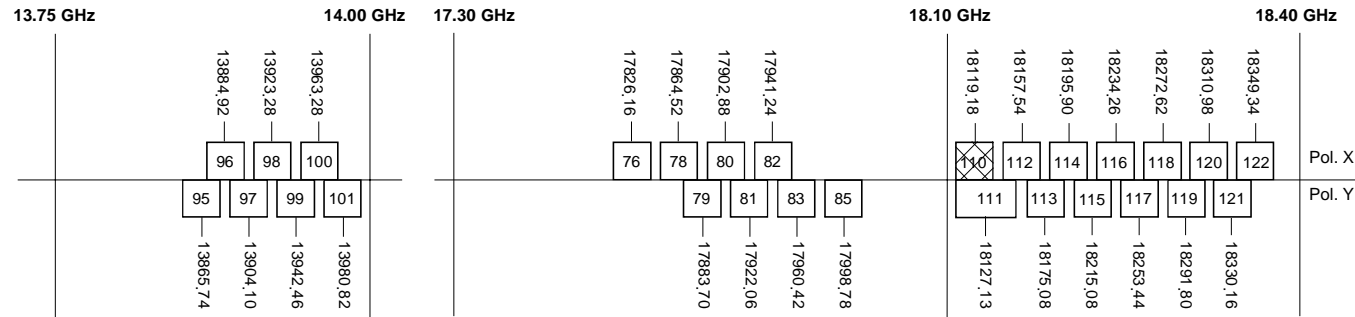 13.75 GHz 14.00 GHz 17.30 GHz 18.10 GHz 18.40 GHz
13884,92 13923,28 13963,28 17826,16 17864,52 17902,88 17941,24 18119,18 18157,54 18195,90 18234,26 18272,62 18310,98 18349,34
96 98 100 76 78 80 82 110 112 114 116 118 120 122 Pol. X
95 97 99 101 79 81 83 85 111 113 115 117 119 121 Pol. Y
13865,74 13904,10 13942,46 13980,82 17883,70 17922,06 17960,42 17998,78 18127,13 18175,08 18215,08 18253,44 18291,80 18330,16